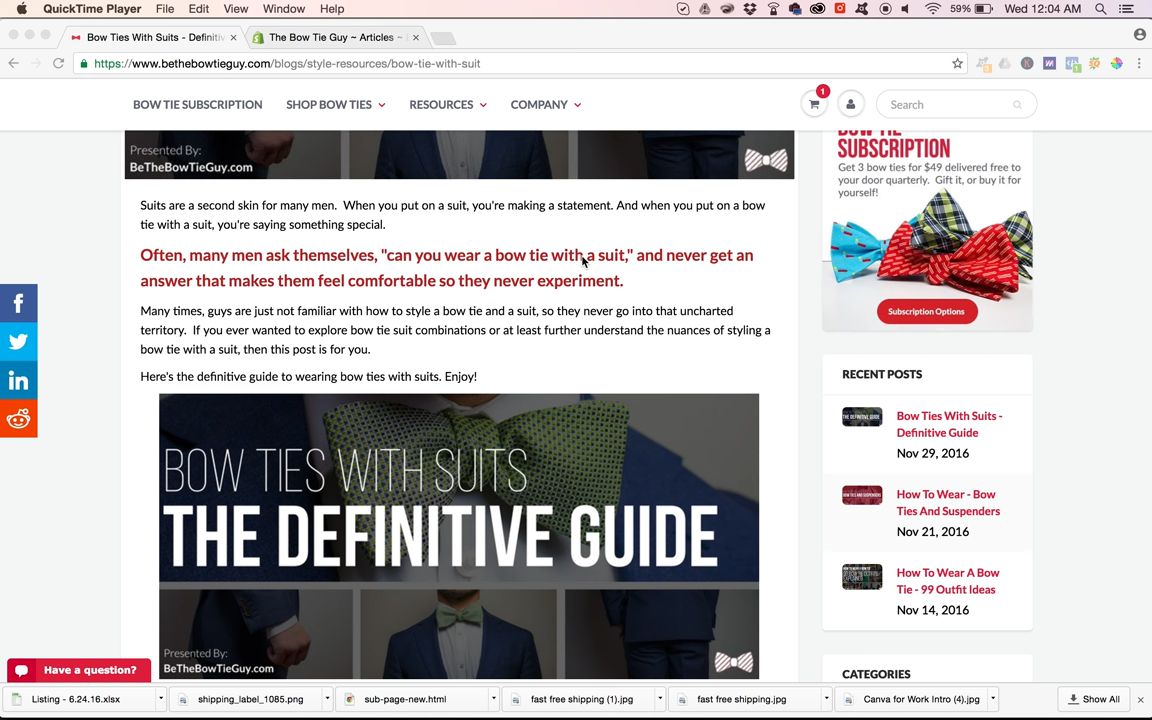 QuickTime Player File Edit View Window Help 59% Wed 12:04 AM
Bow Ties With Suits - Definitiv The Bow Tie Guy ~ Articles ~
https://www.bethebowtieguy.com/blogs/style-resources/bow-tie-with-suit
BOW TIE SUBSCRIPTION SHOP BOW TIES RESOURCES COMPANY 1 Search
Presented By:
BeTheBowTieGuy.com
Suits are a second skin for many men. When you put on a suit, you're making a statement. And when you put on a bow
tie with a suit, you're saying something special.
Often, many men ask themselves, "can you wear a bow tie with a suit," and never get an
answer that makes them feel comfortable so they never experiment.
Many times, guys are just not familiar with how to style a bow tie and a suit, so they never go into that uncharted
territory. If you ever wanted to explore bow tie suit combinations or at least further understand the nuances of styling a
bow tie with a suit, then this post is for you.
Here's the definitive guide to wearing bow ties with suits. Enjoy!
BOW TIES WITH SUITS
THE DEFINITIVE GUIDE
Presented By:
BeTheBowTieGuy.com
BOW TIE
SUBSCRIPTION
Get 3 bow ties for $49 delivered free to
your door quarterly. Gift it, or buy it for
yourself!
Subscription Options
RECENT POSTS
Bow Ties With Suits -
Definitive Guide
Nov 29, 2016
How To Wear - Bow
Ties And Suspenders
Nov 21, 2016
How To Wear A Bow
Tie - 99 Outfit Ideas
Nov 14, 2016
CATEGORIES
Have a question?
Listing - 6.24.16.xlsx shipping_label_1085.png sub-page-new.html fast free shipping (1).jpg fast free shipping.jpg Canva for Work Intro (4).jpg Show All